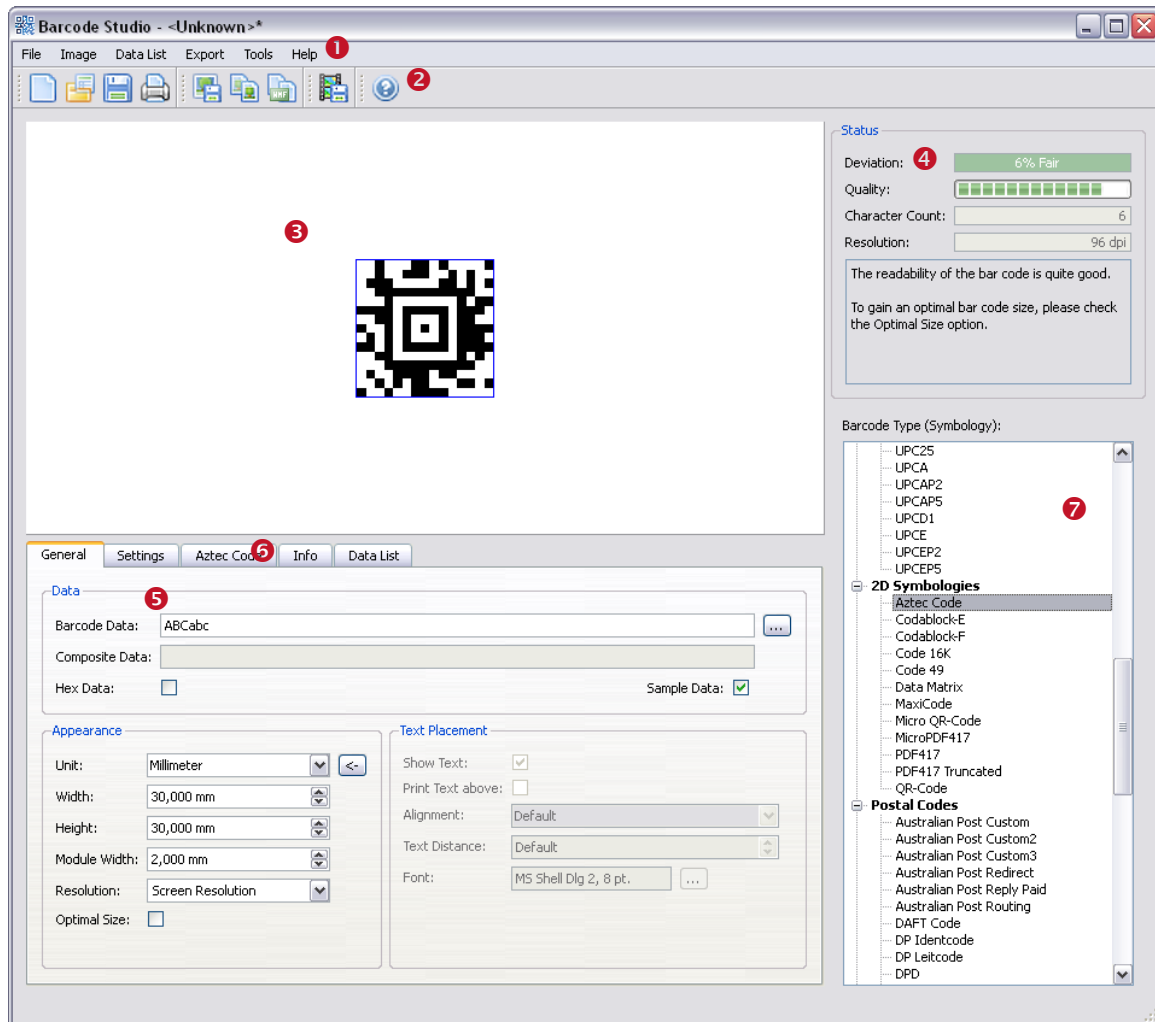 Barcode Studio - <Unknown>*
File Image Data List Export Tools Help 1
WMF 2
Status
Deviation: 4 6% Fair
Quality:
Character Count: 6
Resolution: 96 dpi
The readability of the bar code is quite good.
To gain an optimal bar code size, please check
the Optimal Size option.
3
Barcode Type (Symbology):
UPC25
UPCA
UPCAP2
UPCAP5
UPCD1
UPCE
UPCEP2
UPCEP5
7
2D Symbologies
Aztec Code
Codablock-E
Codablock-F
Code 16K
Code 49
Data Matrix
MaxiCode
Micro QR-Code
MicroPDF417
PDF417
PDF417 Truncated
QR-Code
Postal Codes
Australian Post Custom
Australian Post Custom2
Australian Post Custom3
Australian Post Redirect
Australian Post Reply Paid
Australian Post Routing
DAFT Code
DP Identcode
DP Leitcode
DPD
General Settings Aztec Code 6 Info Data List
Data
5
Barcode Data: ABCabc ...
Composite Data:
Hex Data: Sample Data:
Appearance
Unit: Millimeter <-
Width: 30,000 mm
Height: 30,000 mm
Module Width: 2,000 mm
Resolution: Screen Resolution
Optimal Size:
Text Placement
Show Text:
Print Text above:
Alignment: Default
Text Distance: Default
Font: MS Shell Dlg 2, 8 pt. ...